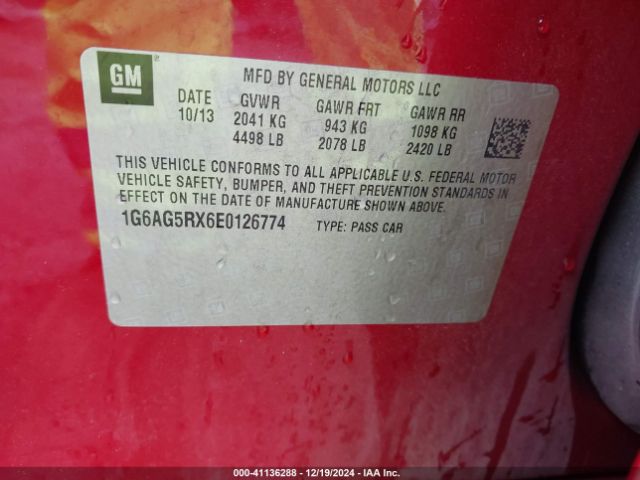 GM
MFD BY GENERAL MOTORS LLC
DATE GVWR GAWR FRT GAWR RR
10/13 2041 KG 943 KG 1098 KG
4498 LB 2078 LB 2420 LB
THIS VEHICLE CONFORMS TO ALL APPLICABLE U.S. FEDERAL MOTOR
VEHICLE SAFETY, BUMPER, AND THEFT PREVENTION STANDARDS IN
EFFECT ON THE DATE OF MANUFACTURE SHOWN ABOVE.
1G6AG5RX6E0126774 TYPE: PASS CAR
000-41136288 - 12/19/2024 - IAA Inc.